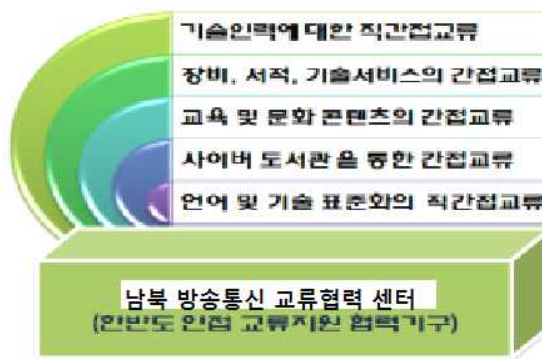 기술인력에 대한 직간접교류
장비, 서적, 기술서비스의 간접교류
교육 및 문화 콘텐츠의 간접교류
사이버 도서관을 통한 간접교류
언어 및 기술 표준화의 직간접교류
남북 방송통신 교류협력 센터
(한반도 인접 교류지원 협력기구)